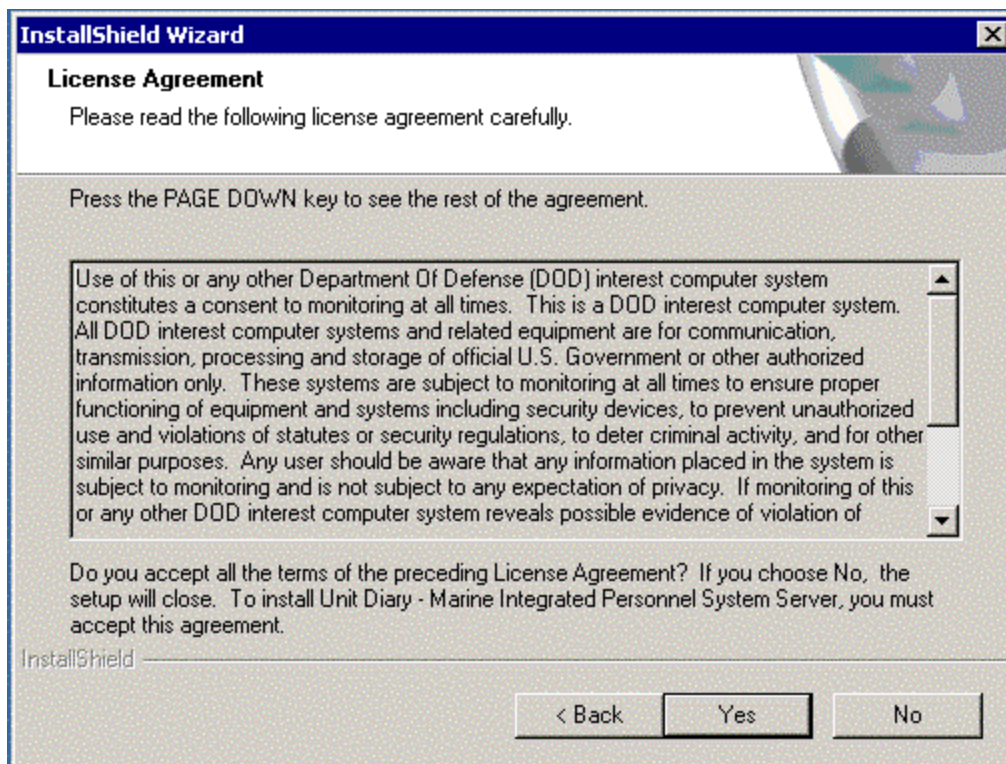 InstallShield Wizard
License Agreement
Please read the following license agreement carefully.
Press the PAGE DOWN key to see the rest of the agreement.
Use of this or any other Department Of Defense (DOD) interest computer system
constitutes a consent to monitoring at all times.  This is a DOD interest computer system.
All DOD interest computer systems and related equipment are for communication,
transmission, processing and storage of official U.S. Government or other authorized
information only.  These systems are subject to monitoring at all times to ensure proper
functioning of equipment and systems including security devices, to prevent unauthorized
use and violations of statutes or security regulations, to deter criminal activity, and for other
similar purposes.  Any user should be aware that any information placed in the system is
subject to monitoring and is not subject to any expectation of privacy.  If monitoring of this
or any other DOD interest computer system reveals possible evidence of violation of
Do you accept all the terms of the preceding License Agreement?  If you choose No,  the
setup will close.  To install Unit Diary - Marine Integrated Personnel System Server, you must
accept this agreement.
InstallShield
< Back
Yes
No